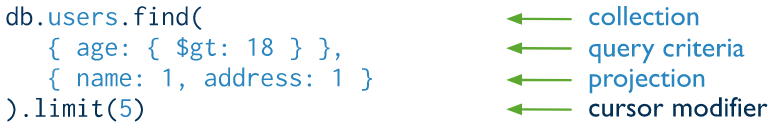 db.users.find( collection
{ age: { $gt: 18 } }, query criteria
{ name: 1, address: 1 } projection
).limit(5) cursor modifier